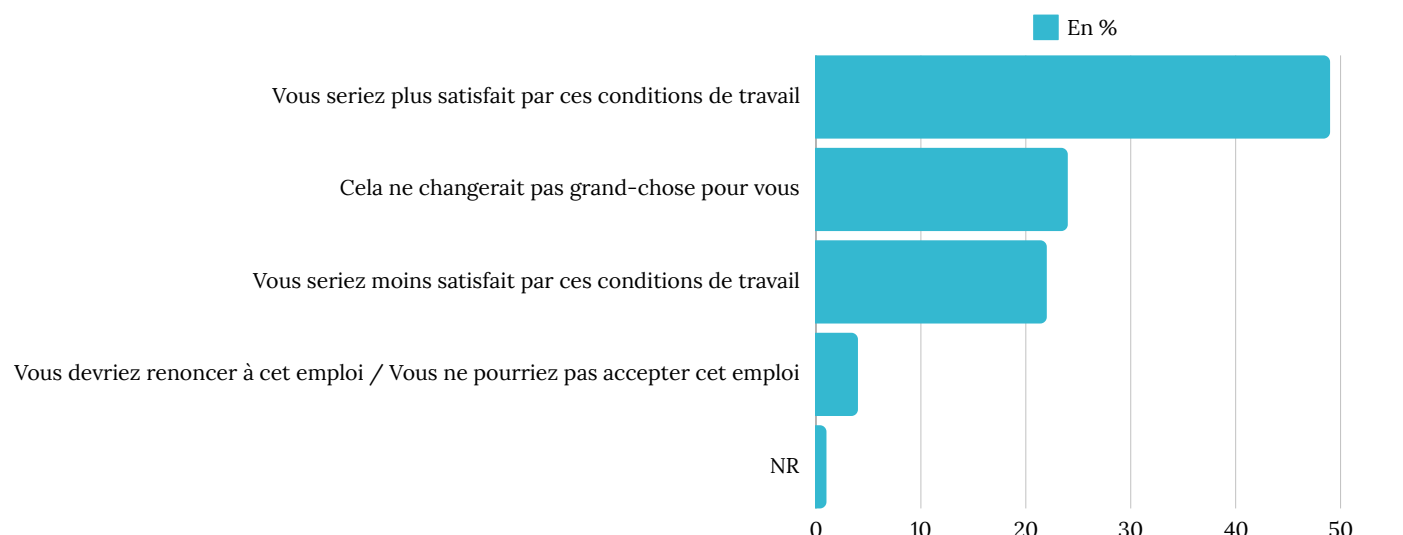 En %
Vous seriez plus satisfait par ces conditions de travail
Cela ne changerait pas grand-chose pour vous
Vous seriez moins satisfait par ces conditions de travail
Vous devriez renoncer à cet emploi / Vous ne pourriez pas accepter cet emploi
NR
0 10 20 30 40 50